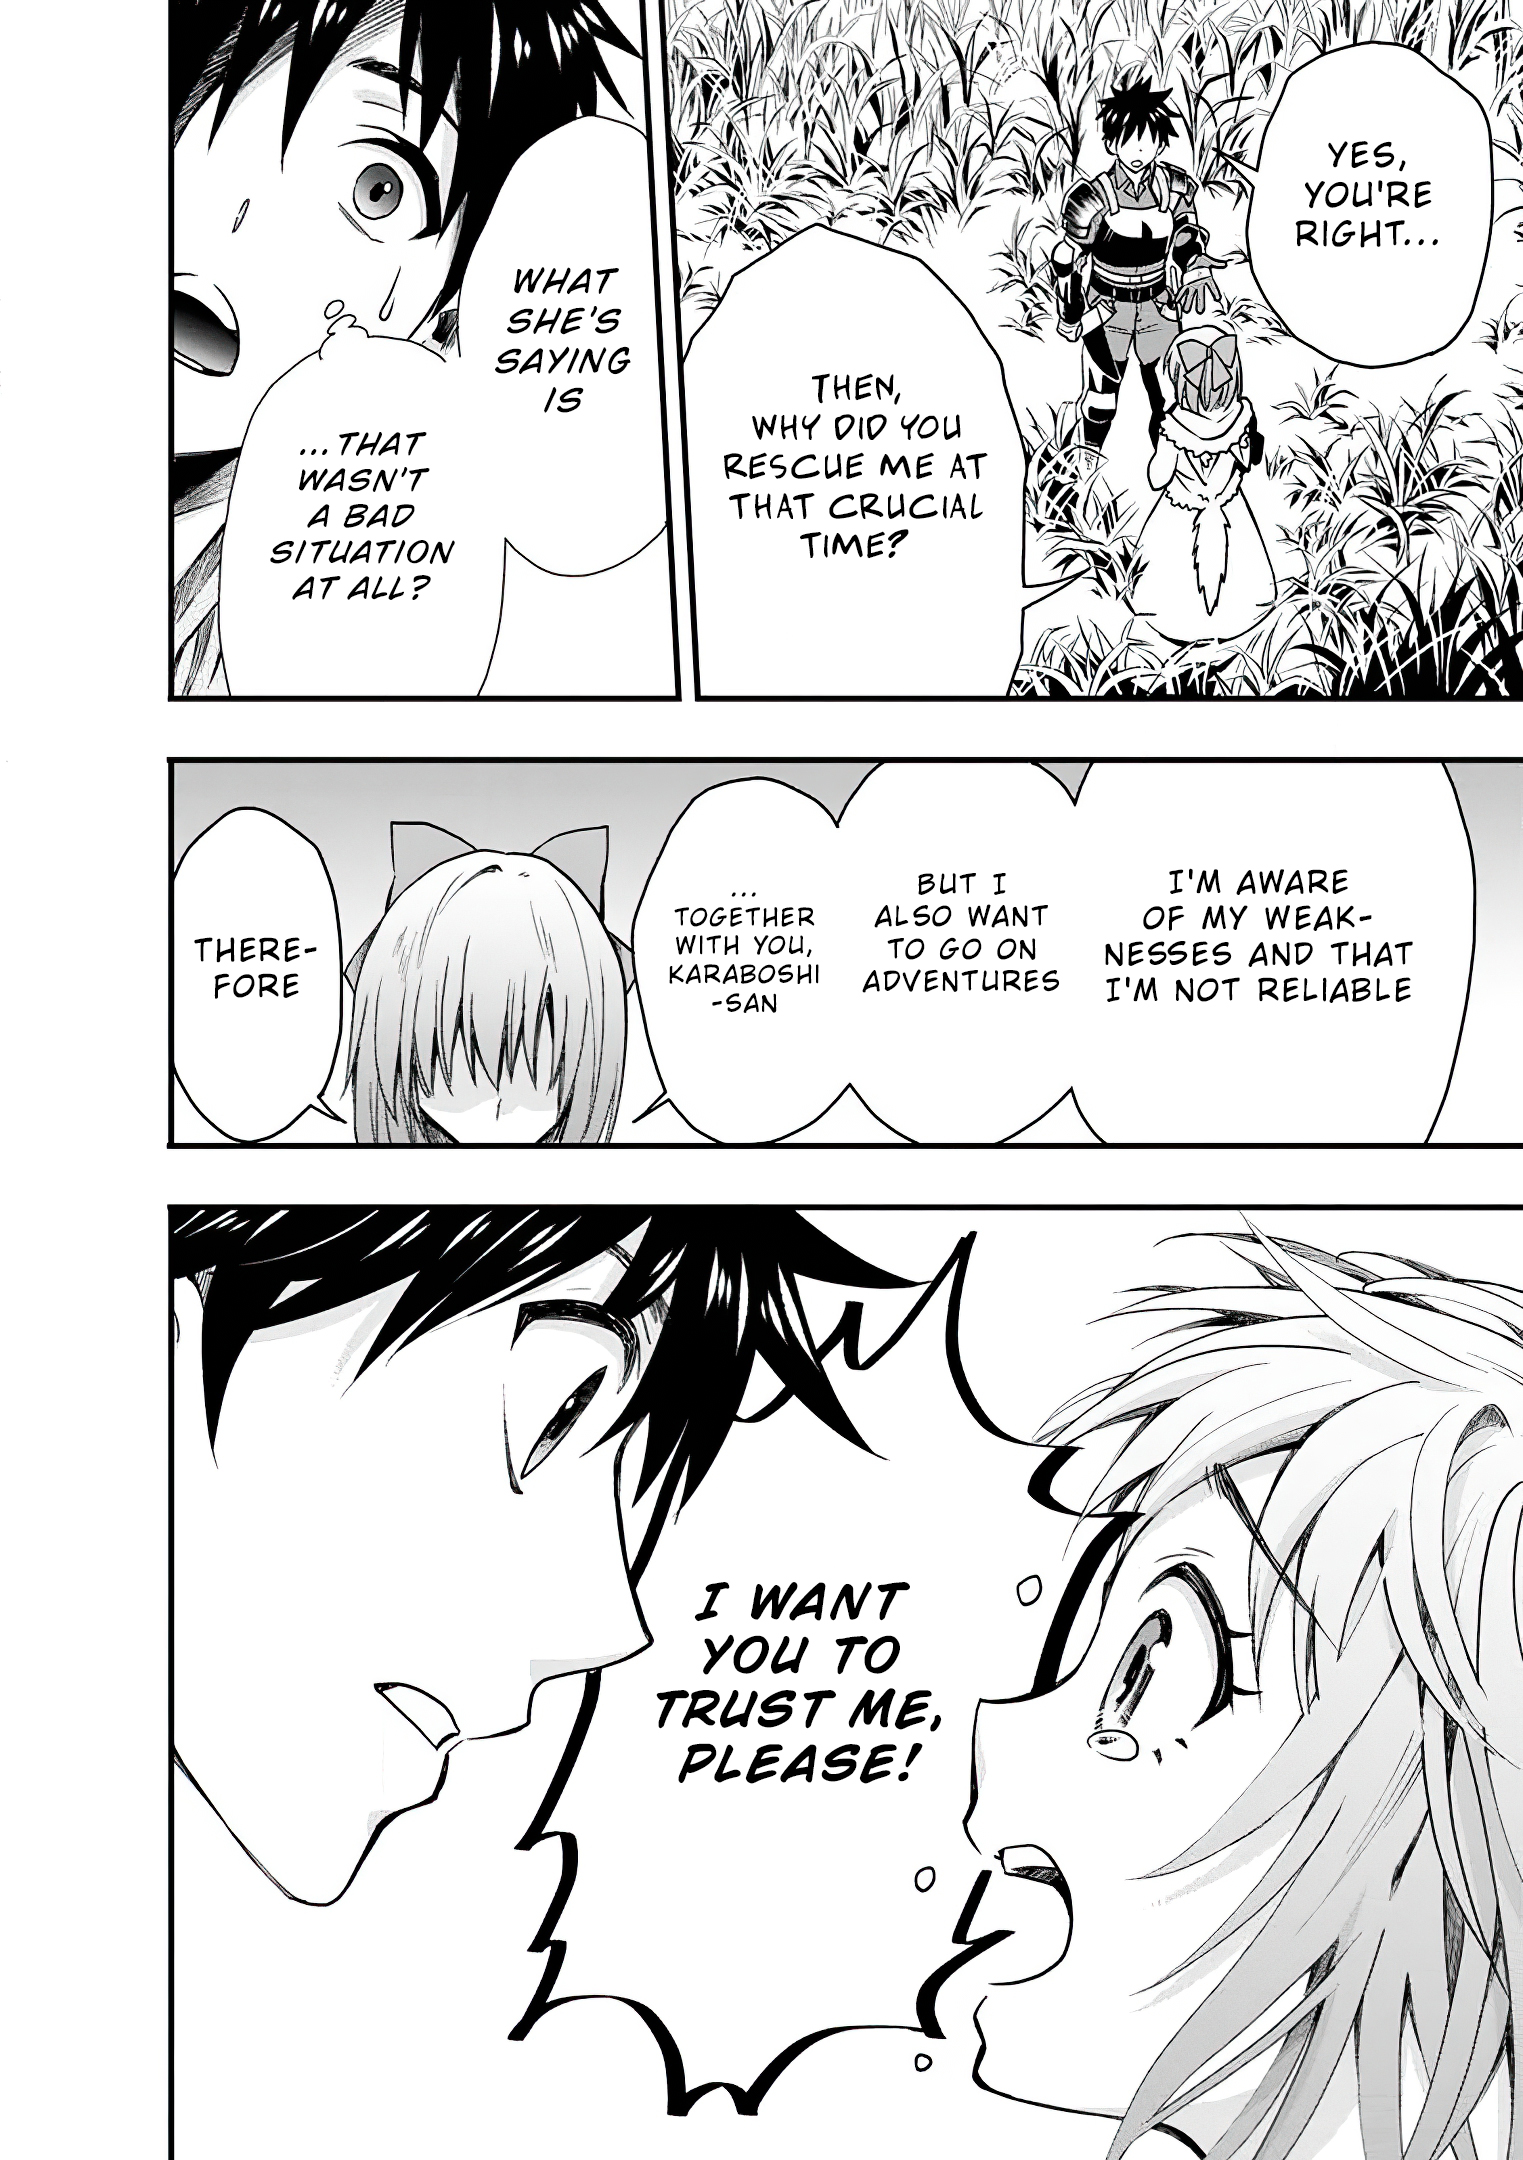 YES,
YOU'RE
RIGHT...
THEN,
WHY DID YOU
RESCUE ME AT
THAT CRUCIAL
TIME?
WHAT
SHE'S
SAYING
IS
...THAT
WASN'T
A BAD
SITUATION
AT ALL?
I'M AWARE
OF MY WEAK-
NESSES AND THAT
I'M NOT RELIABLE
BUT I
ALSO WANT
TO GO ON
ADVENTURES
...
TOGETHER
WITH YOU,
KARABOSHI
-SAN
THERE-
FORE
I WANT
YOU TO
TRUST ME,
PLEASE!